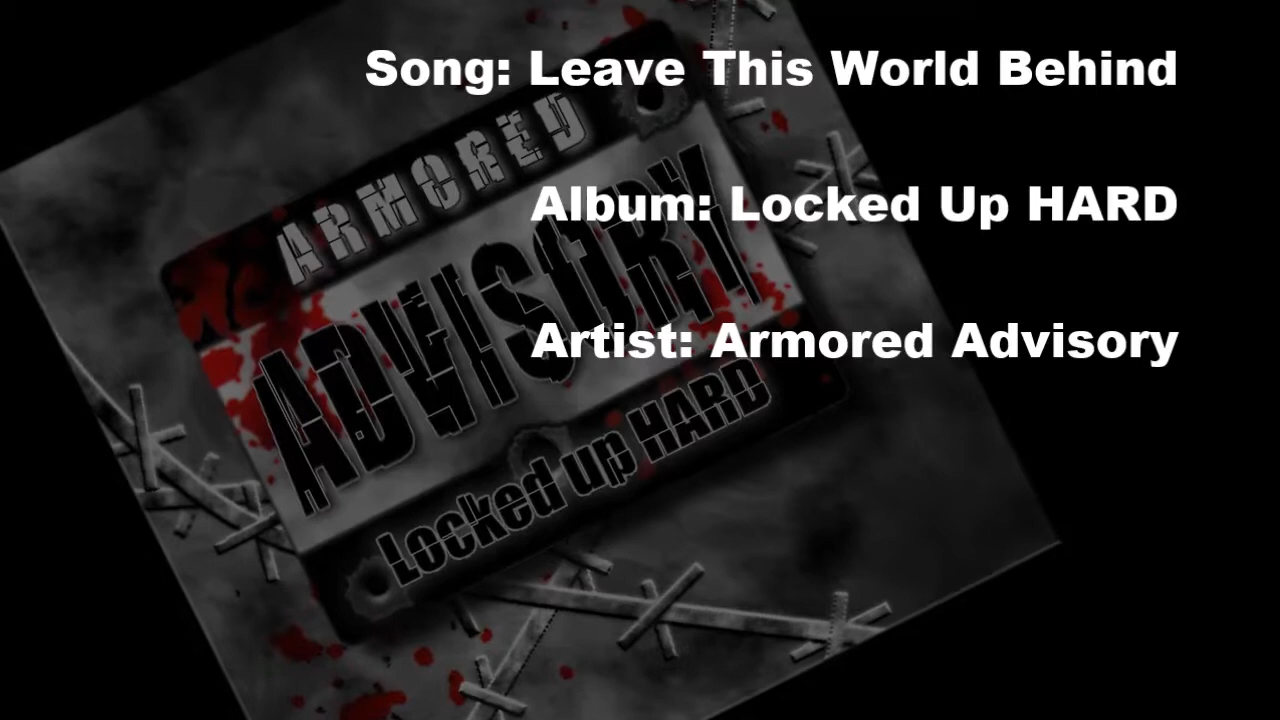 Song: Leave This World Behind
Album: Locked Up HARD
Artist: Armored Advisory
ARMORED
ADVISORY
Locked up HARD